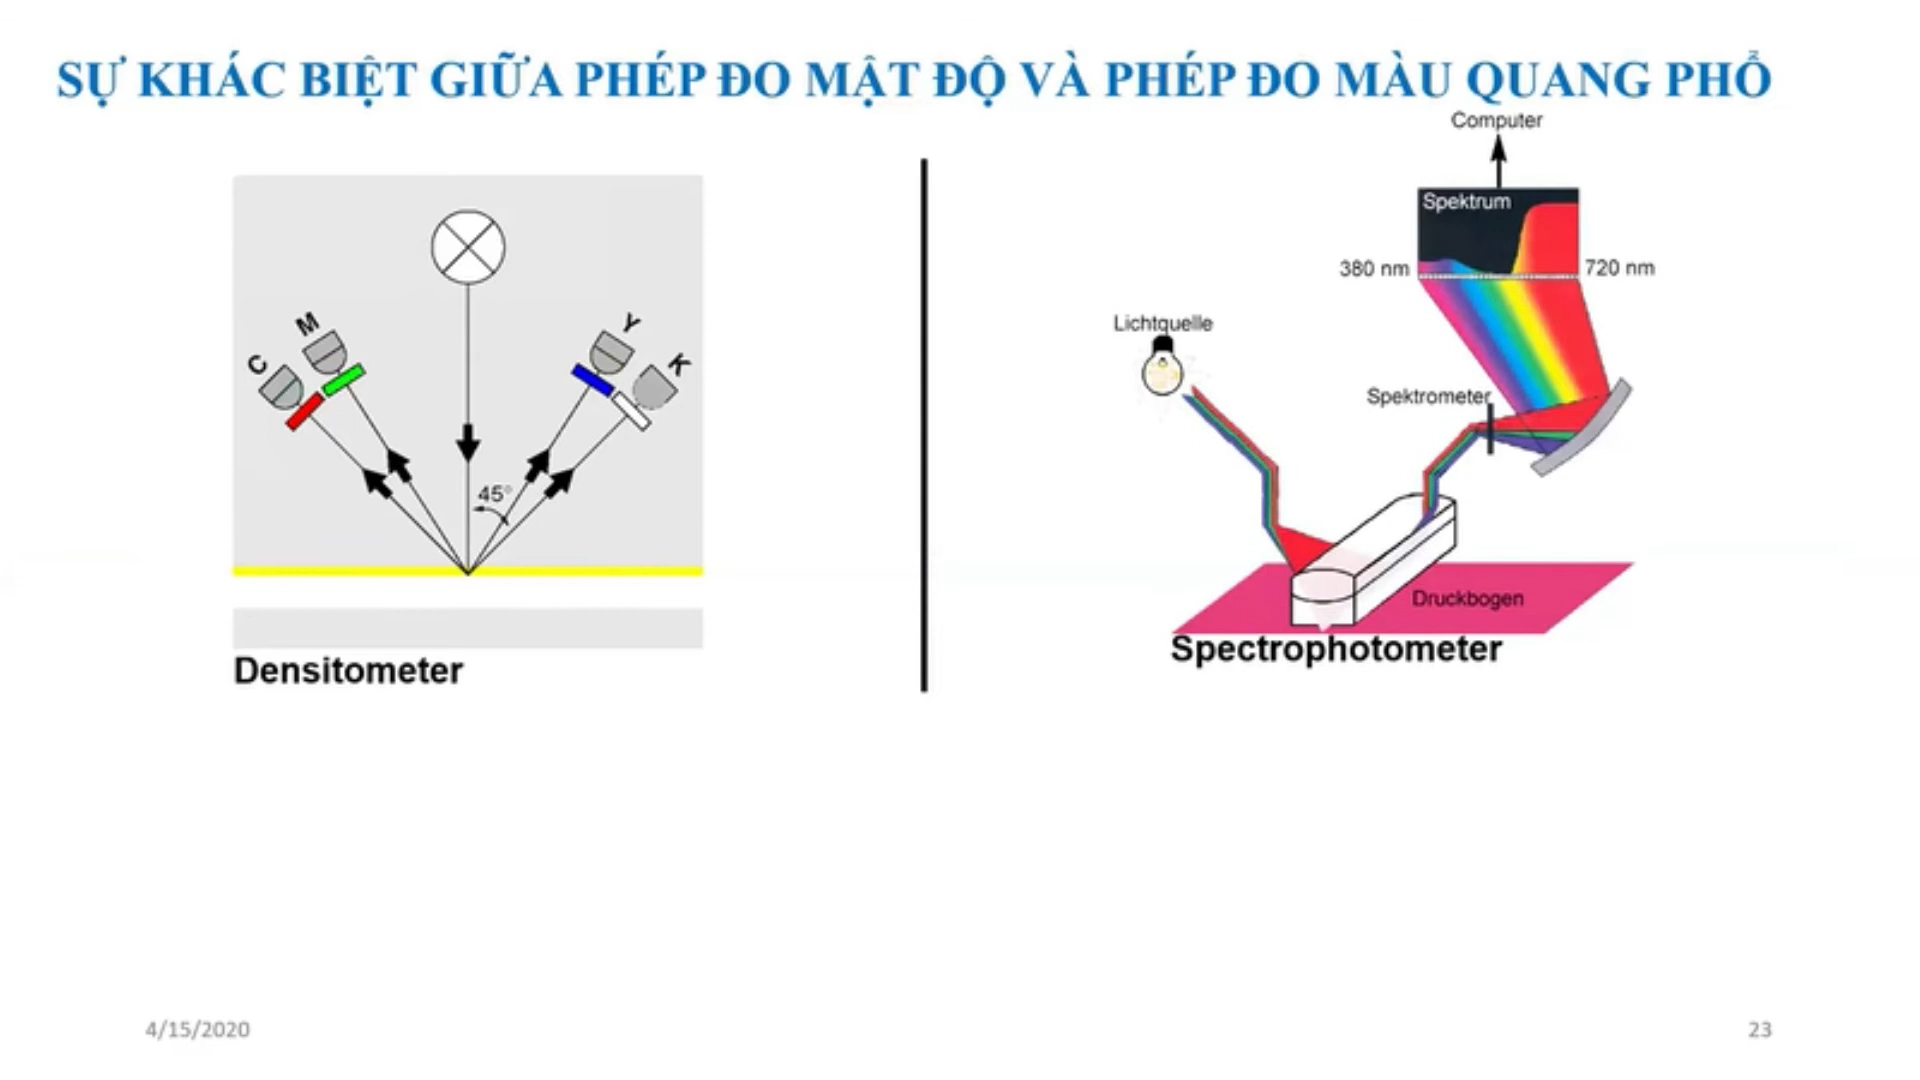 SỰ KHÁC BIỆT GIỮA PHÉP ĐO MẬT ĐỘ VÀ PHÉP ĐO MÀU QUANG PHỔ
C
M
Y
K
45°
Densitometer
Computer
Spektrum
380 nm
720 nm
Lichtquelle
Spektrometer
Druckbogen
Spectrophotometer
4/15/2020
23